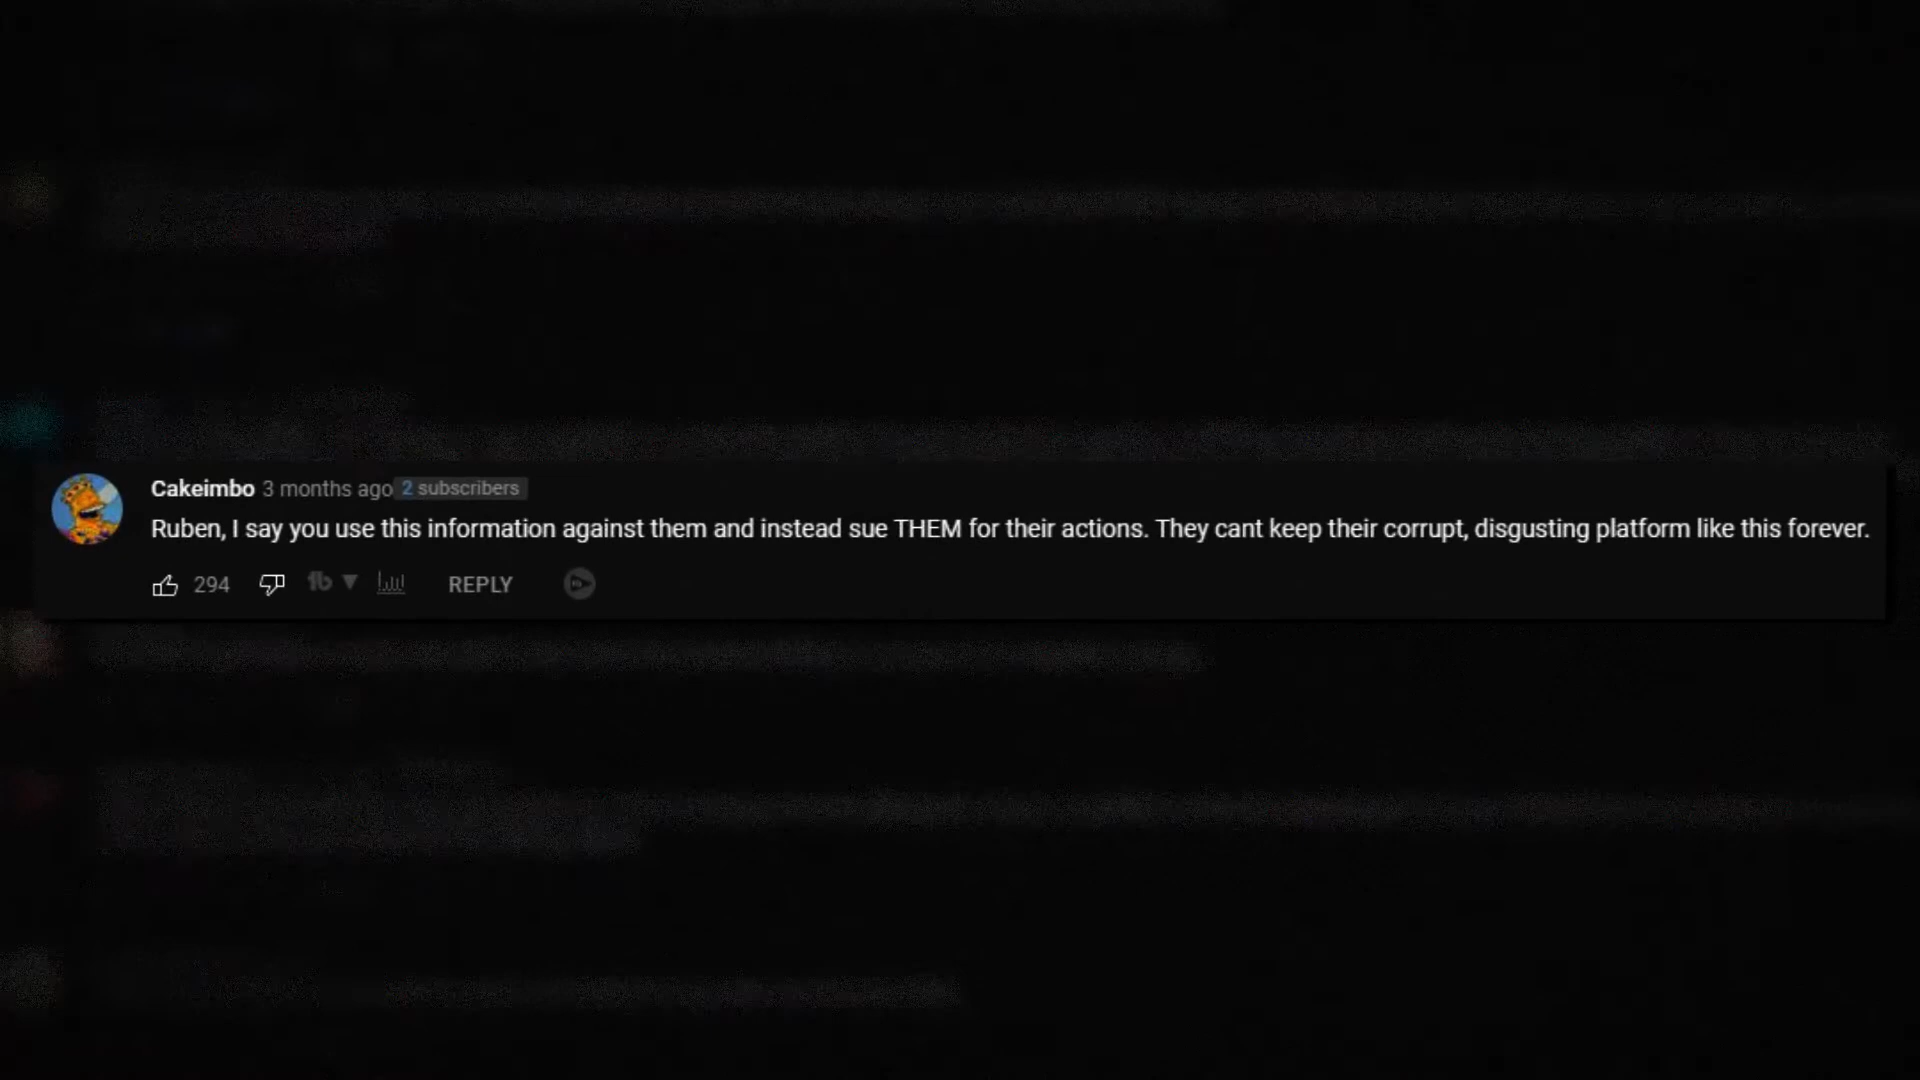 Cakeimbo 3 months ago 2 subscribers
Ruben, I say you use this information against them and instead sue THEM for their actions. They cant keep their corrupt, disgusting platform like this forever.
294 REPLY